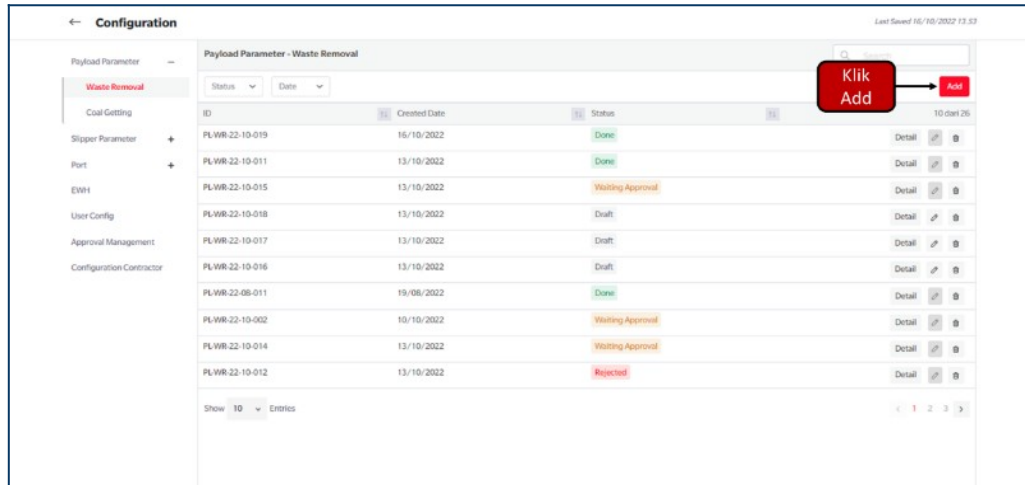 ← Configuration
Last Saved 16/10/2022 13.53
Payload Parameter −
Waste Removal
Coal Getting
Slipper Parameter +
Port +
EWH
User Config
Approval Management
Configuration Contractor
Payload Parameter - Waste Removal
Search
Status Date
Klik
Add
Add
ID Created Date Status 10 dari 26
PL-WR-22-10-019 16/10/2022 Done Detail
PL-WR-22-10-011 13/10/2022 Done Detail
PL-WR-22-10-015 13/10/2022 Waiting Approval Detail
PL-WR-22-10-018 13/10/2022 Draft Detail
PL-WR-22-10-017 13/10/2022 Draft Detail
PL-WR-22-10-016 13/10/2022 Draft Detail
PL-WR-22-08-011 19/08/2022 Done Detail
PL-WR-22-10-002 10/10/2022 Waiting Approval Detail
PL-WR-22-10-014 13/10/2022 Waiting Approval Detail
PL-WR-22-10-012 13/10/2022 Rejected Detail
Show 10 Entries
< 1 2 3 >